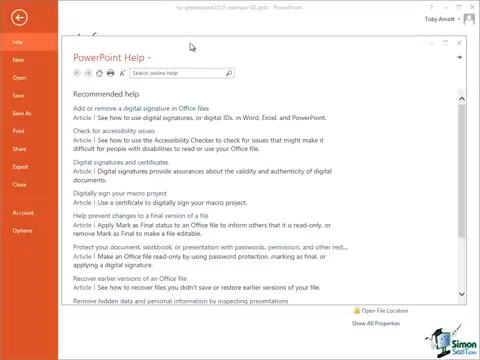 PowerPoint
Toby Arnott
Info
New
Open
Save
Save As
Print
Share
Export
Close
Account
Options
PowerPoint Help
Search online help
Recommended help
Add or remove a digital signature in Office files
Article | See how to use digital signatures, or digital IDs, in Word, Excel, and PowerPoint.
Check for accessibility issues
Article | See how to use the Accessibility Checker to check for issues that might make it
difficult for people with disabilities to read or use your Office file.
Digital signatures and certificates
Article | Digital signatures provide assurances about the validity and authenticity of digital
documents.
Digitally sign your macro project
Article | Use a certificate to digitally sign your macro project.
Help prevent changes to a final version of a file
Article | Apply Mark as Final status to an Office file to inform others that it is read-only, or
remove Mark as Final to make a file editable.
Protect your document, workbook, or presentation with passwords, permission, and other rest...
Article | Make an Office file read-only by using password protection, marking as final, or
applying a digital signature.
Recover earlier versions of an Office file
Article | See how to recover files you didn't save or restore earlier versions of your file.
Remove hidden data and personal information by inspecting presentations
Open File Location
Show All Properties
Simon
Sez IT